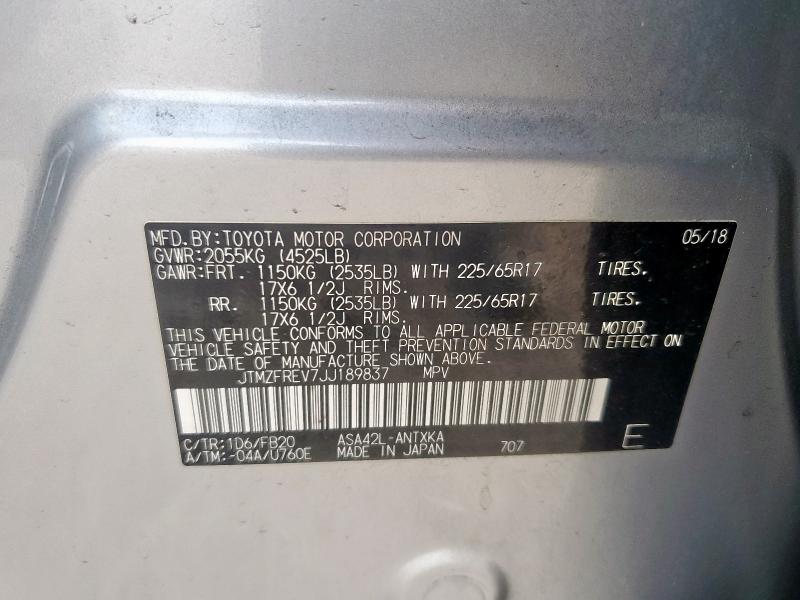 MFD.BY:TOYOTA MOTOR CORPORATION 05/18
GVWR:2055KG (4525LB)
GAWR:FRT. 1150KG (2535LB) WITH 225/65R17 TIRES.
17X6 1/2J RIMS.
RR. 1150KG (2535LB) WITH 225/65R17 TIRES.
17X6 1/2J RIMS.
THIS VEHICLE CONFORMS TO ALL APPLICABLE FEDERAL MOTOR
VEHICLE SAFETY AND THEFT PREVENTION STANDARDS IN EFFECT ON
THE DATE OF MANUFACTURE SHOWN ABOVE.
JTMZFREV7JJ189837 MPV
C/TR:1D6/FB20 ASA42L-ANTXKA
A/TM:-04A/U760E MADE IN JAPAN 707 E